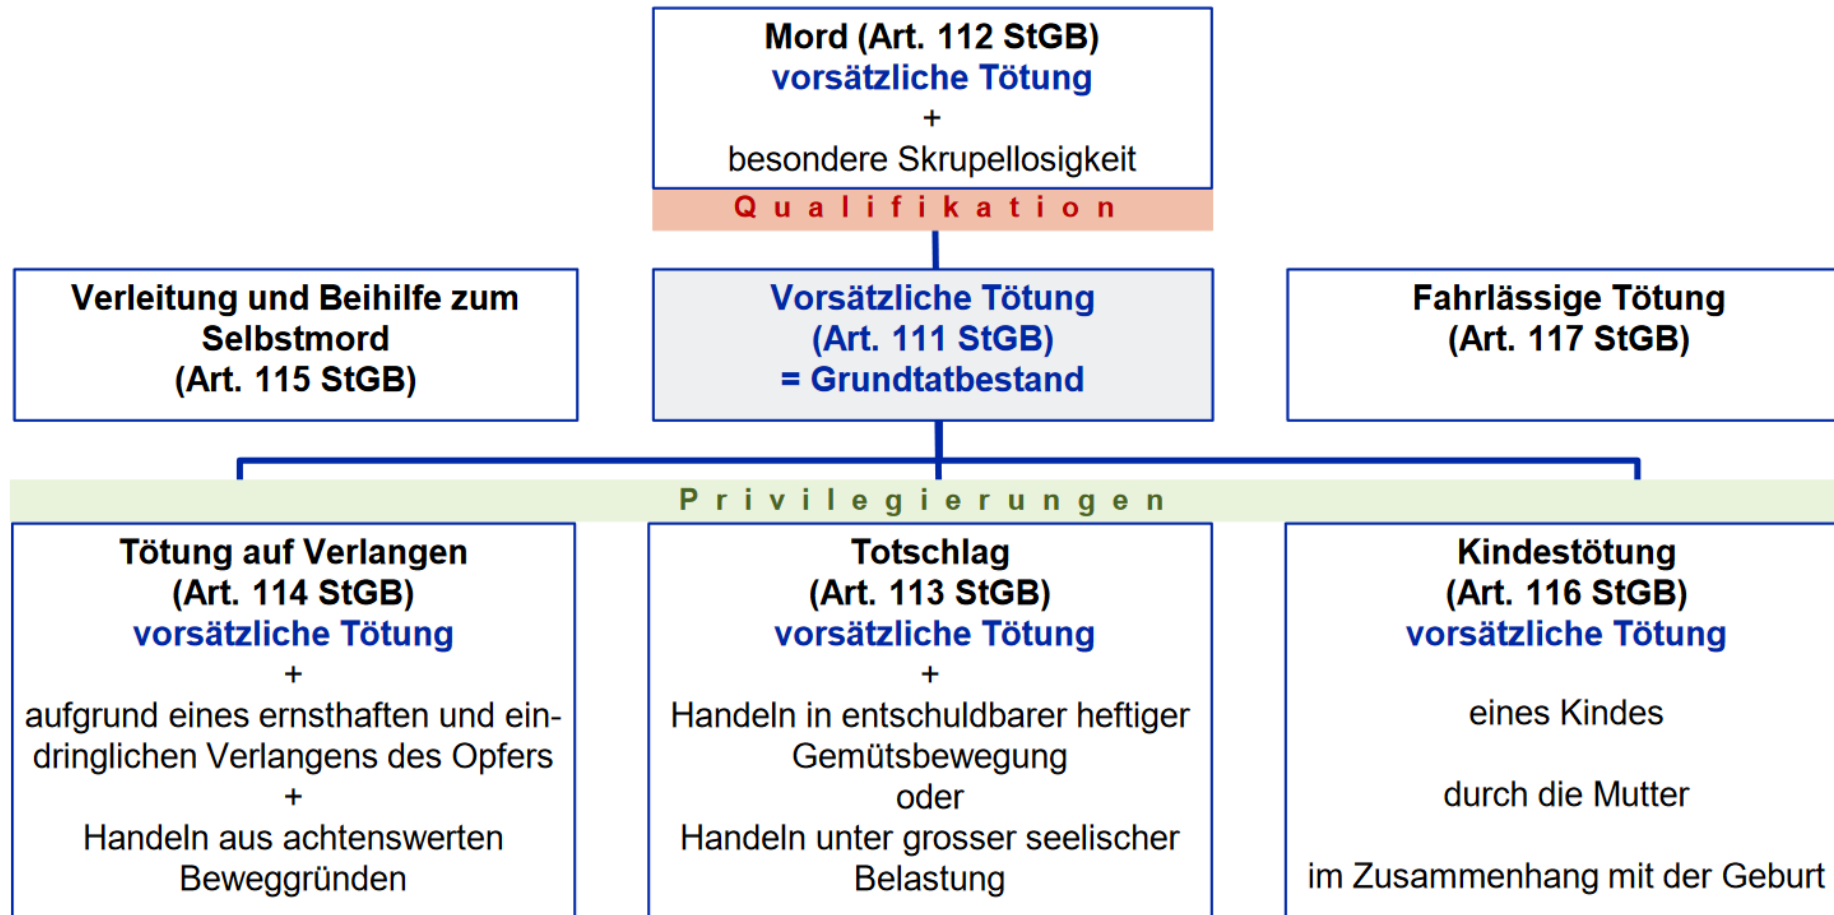 Mord (Art. 112 StGB)
vorsätzliche Tötung
+
besondere Skrupellosigkeit
Qualifikation
Verleitung und Beihilfe zum
Selbstmord
(Art. 115 StGB)
Vorsätzliche Tötung
(Art. 111 StGB)
= Grundtatbestand
Fahrlässige Tötung
(Art. 117 StGB)
Privilegierungen
Tötung auf Verlangen
(Art. 114 StGB)
vorsätzliche Tötung
+
aufgrund eines ernsthaften und ein-
dringlichen Verlangens des Opfers
+
Handeln aus achtenswerten
Beweggründen
Totschlag
(Art. 113 StGB)
vorsätzliche Tötung
+
Handeln in entschuldbarer heftiger
Gemütsbewegung
oder
Handeln unter grosser seelischer
Belastung
Kindestötung
(Art. 116 StGB)
vorsätzliche Tötung
eines Kindes
durch die Mutter
im Zusammenhang mit der Geburt